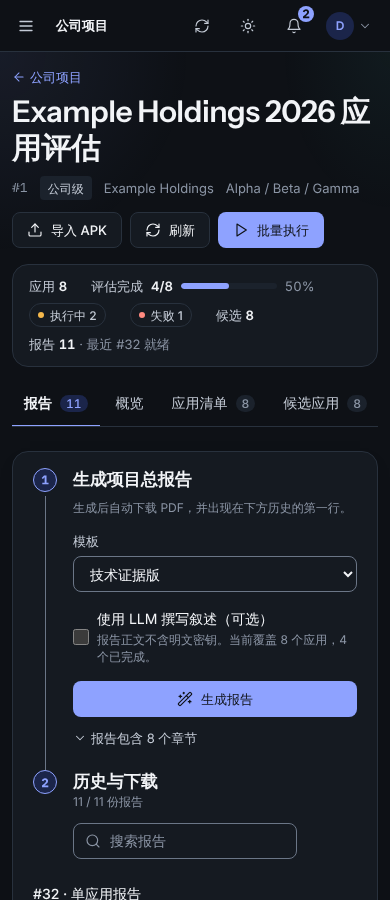 公司项目
2
D
公司项目
Example Holdings 2026 应
用评估
#1 公司级 Example Holdings Alpha / Beta / Gamma
导入 APK 刷新 批量执行
应用 8 评估完成 4/8 50%
执行中 2 失败 1 候选 8
报告 11 · 最近 #32 就绪
报告 11 概览 应用清单 8 候选应用 8
1 生成项目总报告
生成后自动下载 PDF，并出现在下方历史的第一行。
模板
技术证据版
使用 LLM 撰写叙述（可选）
报告正文不含明文密钥。当前覆盖 8 个应用，4
个已完成。
生成报告
报告包含 8 个章节
2 历史与下载
11 / 11 份报告
搜索报告
#32 · 单应用报告